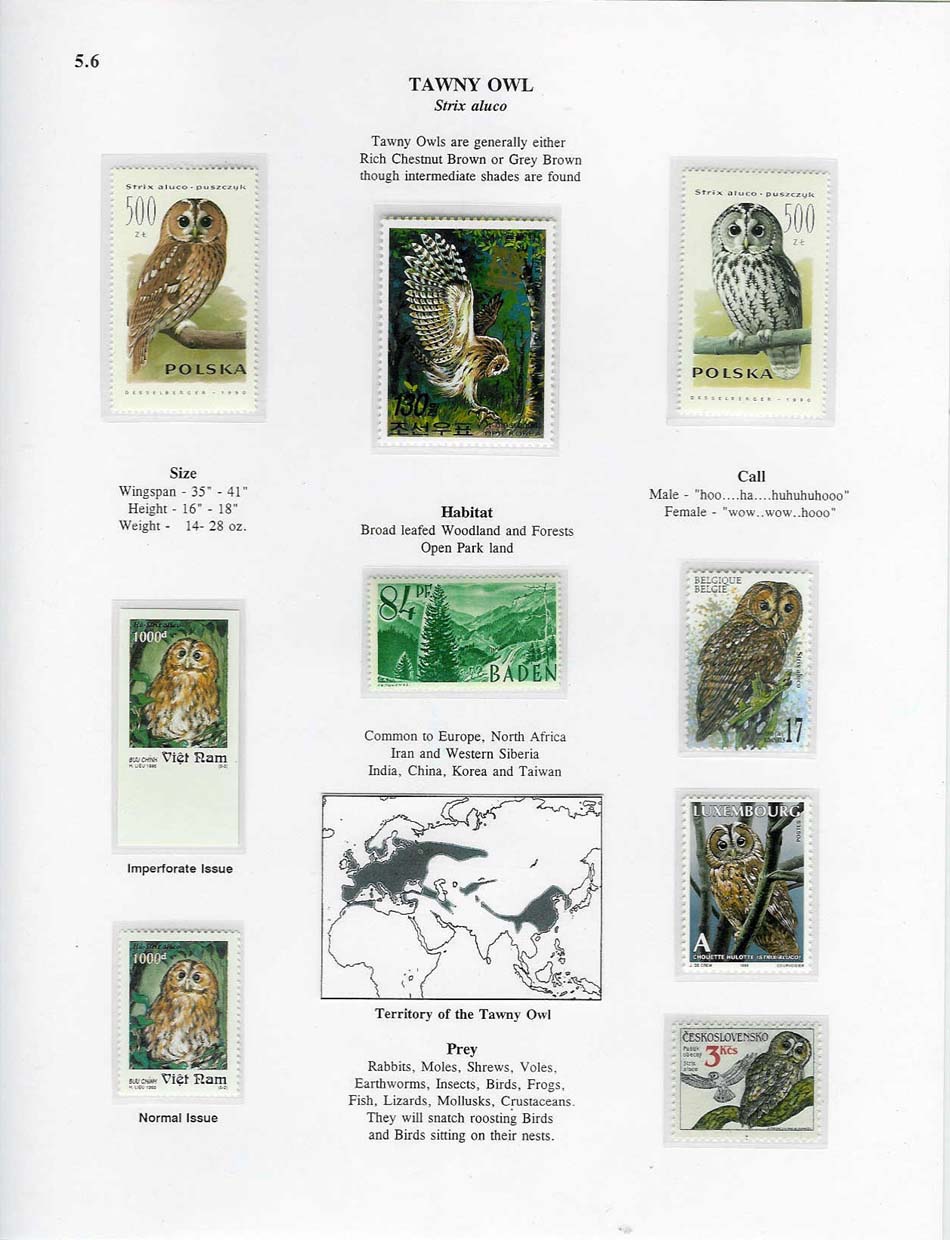 5.6
TAWNY OWL
Strix aluco
Tawny Owls are generally either
Rich Chestnut Brown or Grey Brown
though intermediate shades are found
Strix aluco · puszczyk
500
ZŁ
POLSKA
DESSELBERGER - 1990
130
조선우표
Strix aluco · puszczyk
500
ZŁ
POLSKA
DESSELBERGER - 1990
Size
Wingspan - 35" - 41"
Height - 16" - 18"
Weight - 14- 28 oz.
Habitat
Broad leafed Woodland and Forests
Open Park land
Call
Male - "hoo....ha....huhuhuhooo"
Female - "wow..wow..hooo"
1000đ
BƯU CHÍNH Việt Nam
Imperforate Issue
1000đ
BƯU CHÍNH Việt Nam
Normal Issue
84 PF
BADEN
Common to Europe, North Africa
Iran and Western Siberia
India, China, Korea and Taiwan
Territory of the Tawny Owl
Prey
Rabbits, Moles, Shrews, Voles,
Earthworms, Insects, Birds, Frogs,
Fish, Lizards, Mollusks, Crustaceans.
They will snatch roosting Birds
and Birds sitting on their nests.
BELGIQUE
BELGIË
Strix aluco
17
LUXEMBOURG
POSTES
A
CHOUETTE HULOTTE (STRIX ALUCO)
ČESKOSLOVENSKO
3 Kčs
Strix
aluco